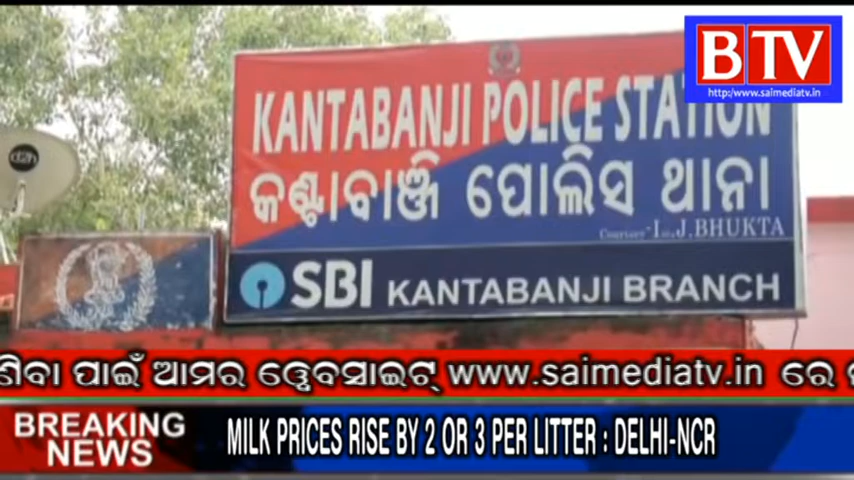 BTV
http:/www.saimediatv.in
KANTABANJI POLICE STATION
କଣ୍ଟାବାଞ୍ଜି ପୋଲିସ ଥାନା
J.BHUKTA
SBI KANTABANJI BRANCH
d2h
ପାଇଁ ଆମର ୱେବସାଇଟ୍ www.saimediatv.in ରେ
BREAKING NEWS
MILK PRICES RISE BY 2 OR 3 PER LITTER : DELHI-NCR